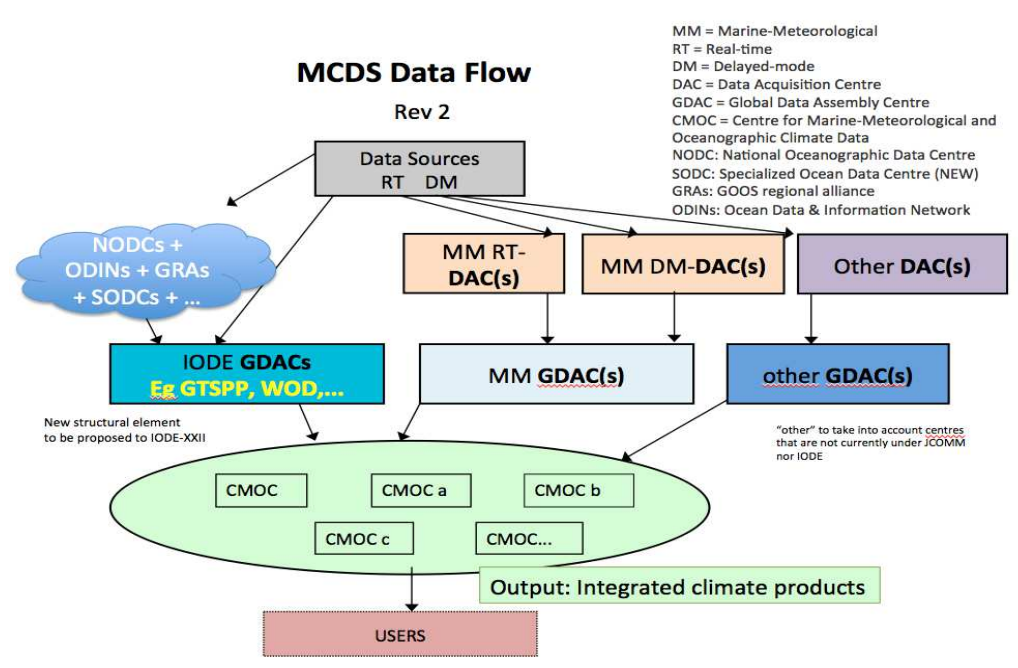 MM = Marine-Meteorological
RT = Real-time
DM = Delayed-mode
DAC = Data Acquisition Centre
GDAC = Global Data Assembly Centre
CMOC = Centre for Marine-Meteorological and
Oceanographic Climate Data
NODC: National Oceanographic Data Centre
SODC: Specialized Ocean Data Centre (NEW)
GRAs: GOOS regional alliance
ODINs: Ocean Data & Information Network
MCDS Data Flow
Rev 2
Data Sources
RT DM
NODCs +
ODINs + GRAs
+ SODCs + ...
MM RT-
DAC(s)
MM DM-DAC(s)
Other DAC(s)
IODE GDACs
Eg GTSPP, WOD,...
MM GDAC(s)
other GDAC(s)
New structural element
to be proposed to IODE-XXII
"other" to take into account centres
that are not currently under JCOMM
nor IODE
CMOC
CMOC a
CMOC b
CMOC c
CMOC...
Output: Integrated climate products
USERS